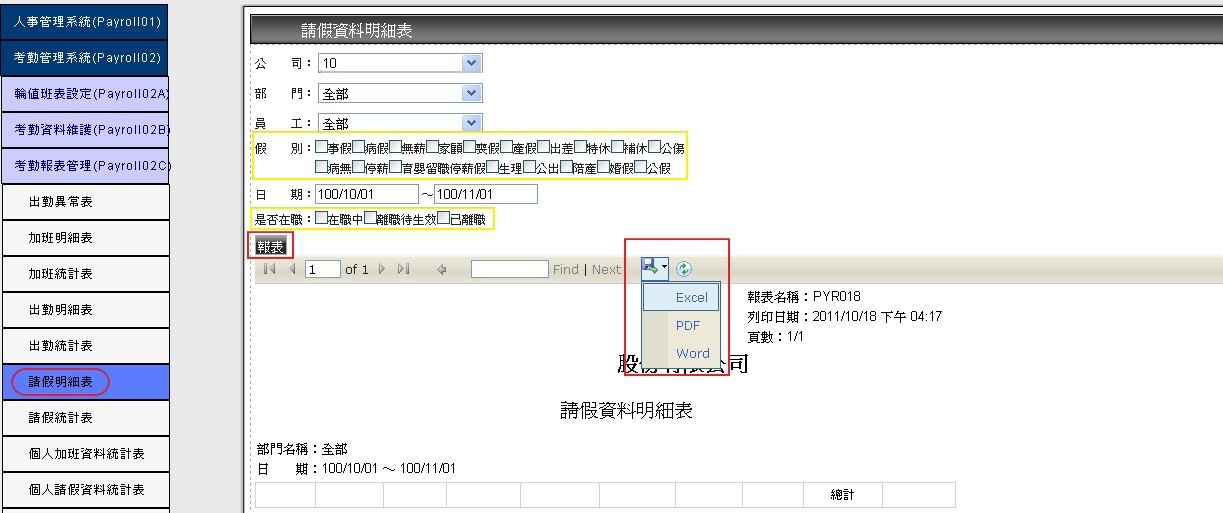 人事管理系統(Payroll01)
考勤管理系統(Payroll02)
輪值班表設定(Payroll02A)
考勤資料維護(Payroll02B)
考勤報表管理(Payroll02C)
出勤異常表
加班明細表
加班統計表
出勤明細表
出勤統計表
請假明細表
請假統計表
個人加班資料統計表
個人請假資料統計表
請假資料明細表
公 司：10
部 門：全部
員 工：全部
假 別：事假病假無薪家顧喪假產假出差特休補休公傷
病無停薪育嬰留職停薪假生理公出陪產婚假公假
日 期：100/10/01～100/11/01
是否在職：在職中離職待生效已離職
報表
1 of 1 Find | Next
Excel
PDF
Word
報表名稱：PYR018
列印日期：2011/10/18 下午 04:17
頁數：1/1
股份有限公司
請假資料明細表
部門名稱：全部
日 期：100/10/01 ～ 100/11/01
總計